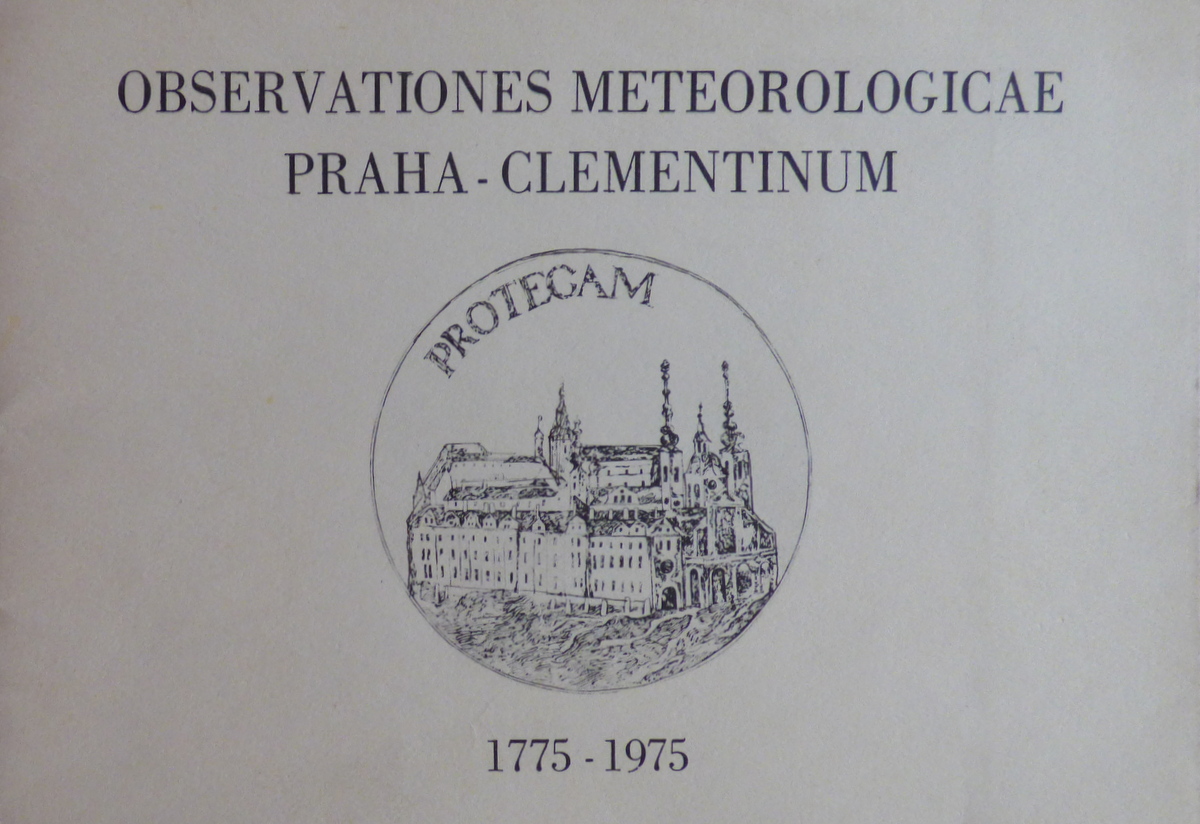 OBSERVATIONES METEOROLOGICAE
PRAHA - CLEMENTINUM
PROTEGAM
1775 - 1975